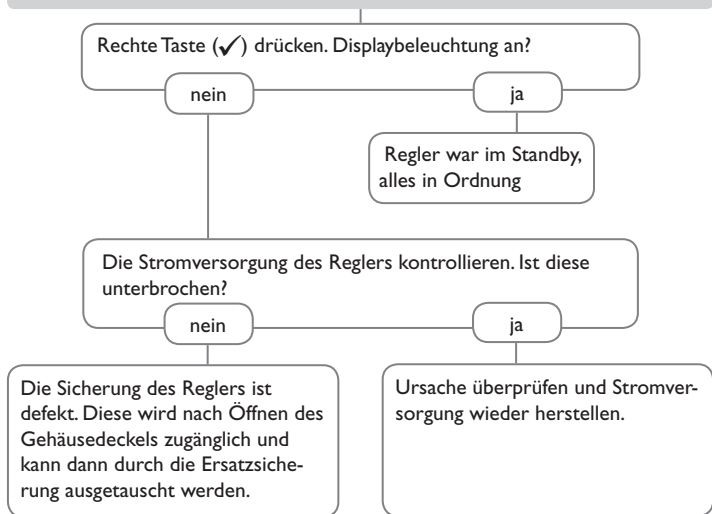 Rechte Taste (✓) drücken. Displaybeleuchtung an?
nein
ja
Regler war im Standby,
alles in Ordnung
Die Stromversorgung des Reglers kontrollieren. Ist diese
unterbrochen?
nein
ja
Die Sicherung des Reglers ist
defekt. Diese wird nach Öffnen des
Gehäusedeckels zugänglich und
kann dann durch die Ersatzsiche-
rung ausgetauscht werden.
Ursache überprüfen und Stromver-
sorgung wieder herstellen.